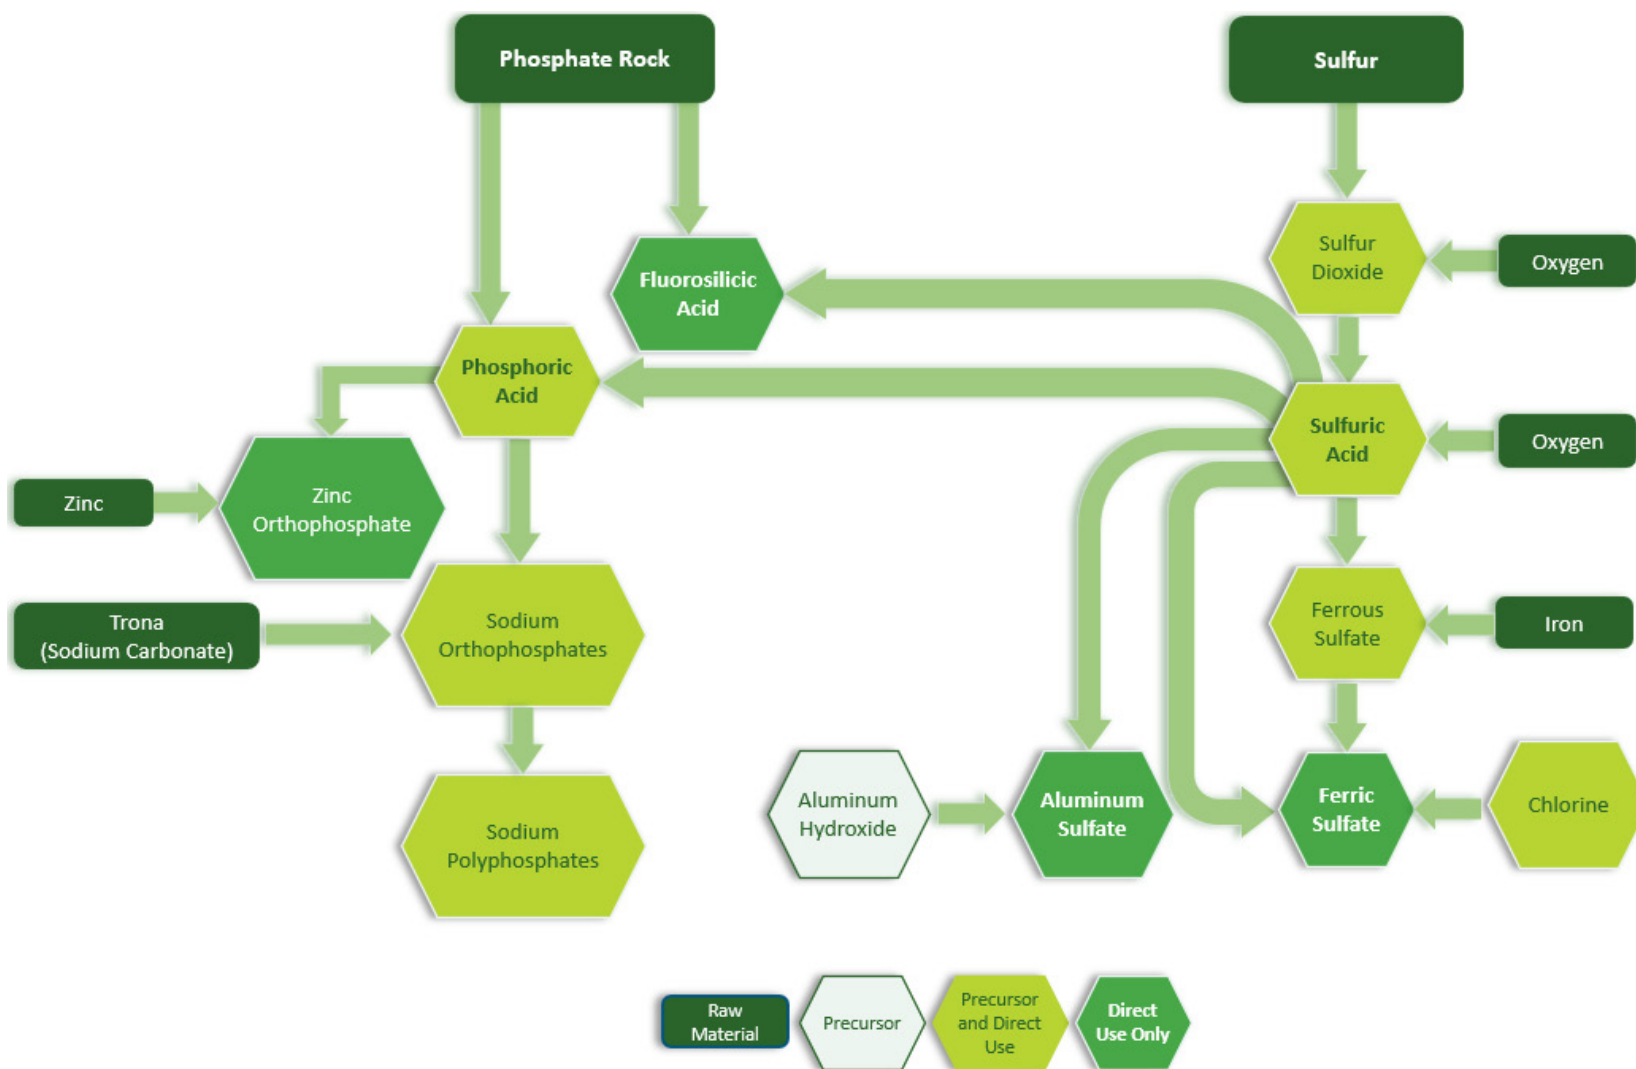 Phosphate Rock
Sulfur
Sulfur
Dioxide
Oxygen
Fluorosilicic
Acid
Phosphoric
Acid
Sulfuric
Acid
Oxygen
Zinc
Zinc
Orthophosphate
Trona
(Sodium Carbonate)
Sodium
Orthophosphates
Ferrous
Sulfate
Iron
Sodium
Polyphosphates
Aluminum
Hydroxide
Aluminum
Sulfate
Ferric
Sulfate
Chlorine
Raw
Material
Precursor
Precursor
and Direct
Use
Direct
Use Only